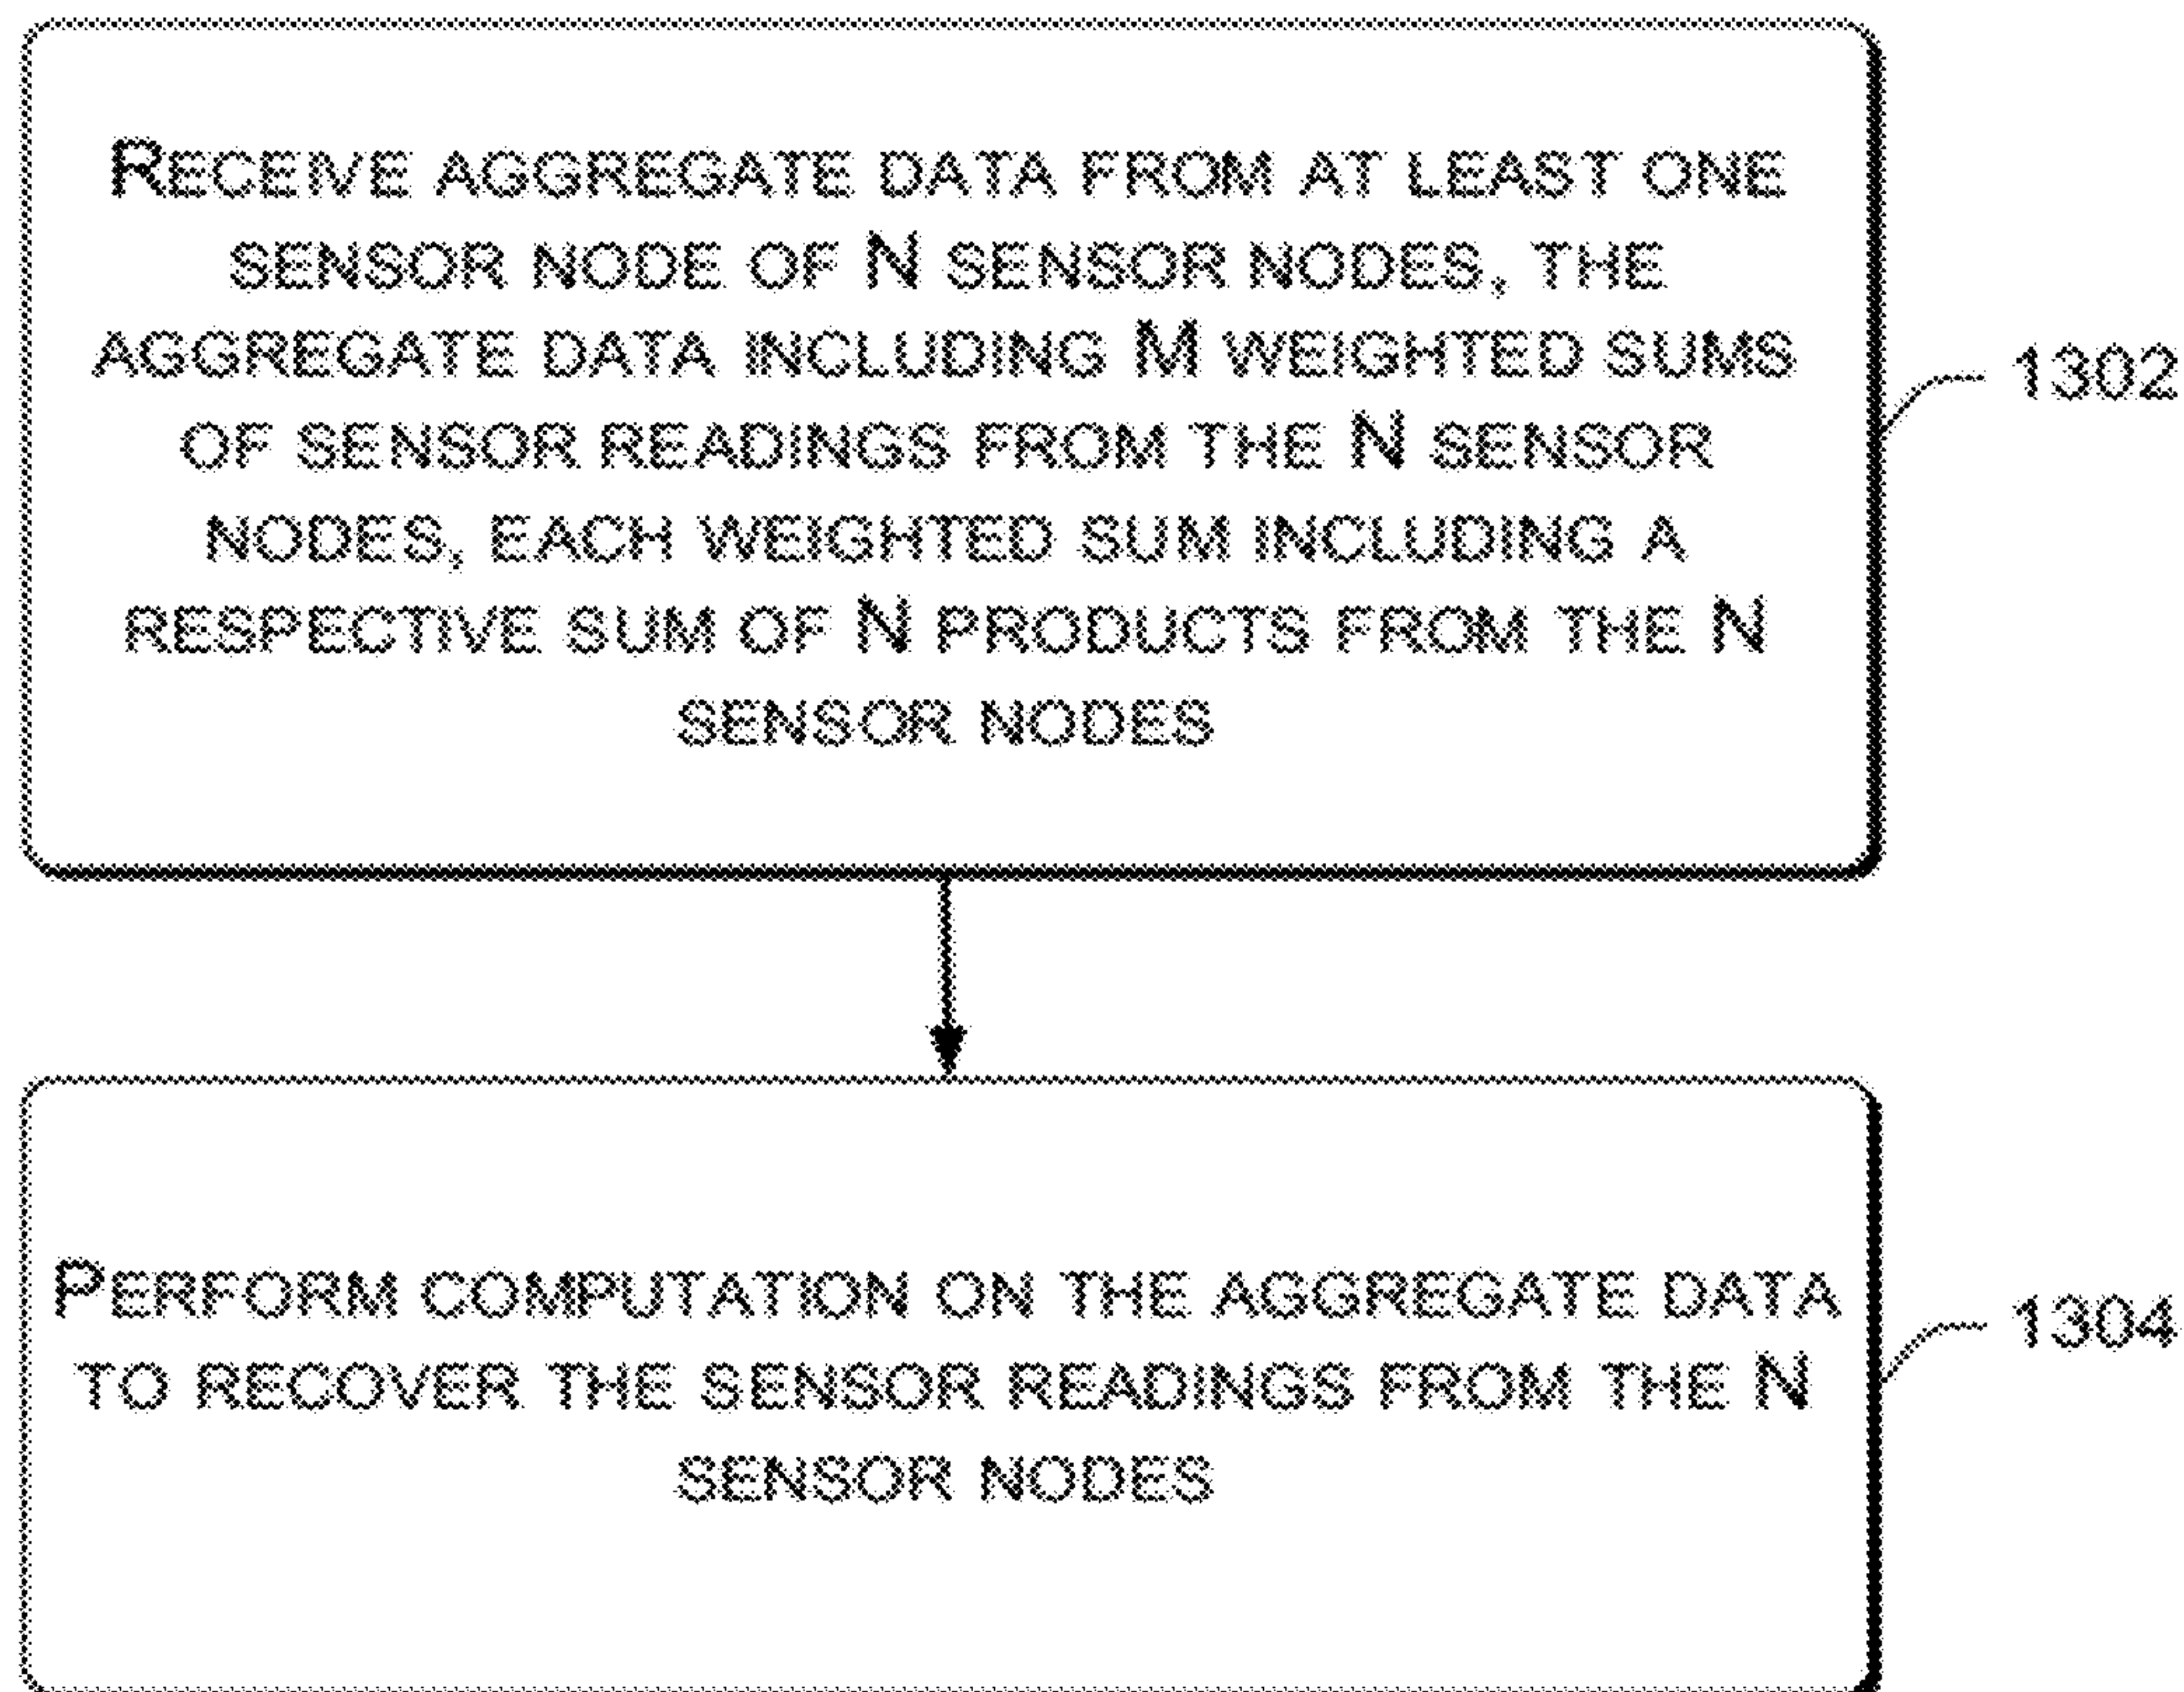 RECEIVE AGGREGATE DATA FROM AT LEAST ONE
SENSOR NODE OF N SENSOR NODES, THE
AGGREGATE DATA INCLUDING M WEIGHTED SUMS
OF SENSOR READINGS FROM THE N SENSOR
NODES, EACH WEIGHTED SUM INCLUDING A
RESPECTIVE SUM OF N PRODUCTS FROM THE N
SENSOR NODES
1302
PERFORM COMPUTATION ON THE AGGREGATE DATA
TO RECOVER THE SENSOR READINGS FROM THE N
SENSOR NODES
1304